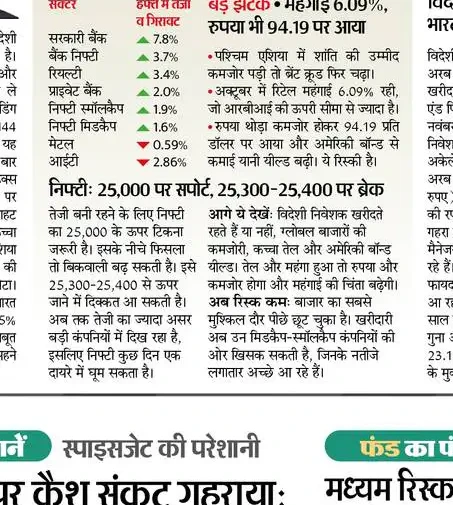 सेक्टर
हफ्ते में तेजी
व गिरावट
सरकारी बैंक ▲ 7.8%
बैंक निफ्टी ▲ 3.7%
रियल्टी ▲ 3.4%
प्राइवेट बैंक ▲ 2.0%
निफ्टी स्मॉलकैप ▲ 1.9%
निफ्टी मिडकैप ▲ 1.6%
मेटल ▼ 0.59%
आईटी ▼ 2.86%
बड़े झटके • महंगाई 6.09%,
रुपया भी 94.19 पर आया
• पश्चिम एशिया में शांति की उम्मीद
कमजोर पड़ी तो ब्रेंट क्रूड फिर चढ़ा।
• अक्टूबर में रिटेल महंगाई 6.09% रही,
जो आरबीआई की ऊपरी सीमा से ज्यादा है।
• रुपया थोड़ा कमजोर होकर 94.19 प्रति
डॉलर पर आया और अमेरिकी बॉन्ड से
कमाई यानी यील्ड बढ़ी। ये रिस्की है।
निफ्टी: 25,000 पर सपोर्ट, 25,300-25,400 पर ब्रेक
तेजी बनी रहने के लिए निफ्टी
का 25,000 के ऊपर टिकना
जरूरी है। इसके नीचे फिसला
तो बिकवाली बढ़ सकती है। इसे
25,300-25,400 से ऊपर
जाने में दिक्कत आ सकती है।
अब तक तेजी का ज्यादा असर
बड़ी कंपनियों में दिख रहा है,
इसलिए निफ्टी कुछ दिन एक
दायरे में घूम सकता है।
आगे ये देखें: विदेशी निवेशक खरीदते
रहते हैं या नहीं, ग्लोबल बाजारों की
कमजोरी, कच्चा तेल और अमेरिकी बॉन्ड
यील्ड। तेल और महंगा हुआ तो रुपया और
कमजोर होगा और महंगाई की चिंता बढ़ेगी।
अब रिस्क कम: बाजार का सबसे
मुश्किल दौर पीछे छूट चुका है। खरीदारी
अब उन मिडकैप-स्मॉलकैप कंपनियों की
ओर खिसक सकती है, जिनके नतीजे
लगातार अच्छे आ रहे हैं।
स्पाइसजेट की परेशानी
पर कैश संकट गहराया:
फंड का
मध्यम रिस्क